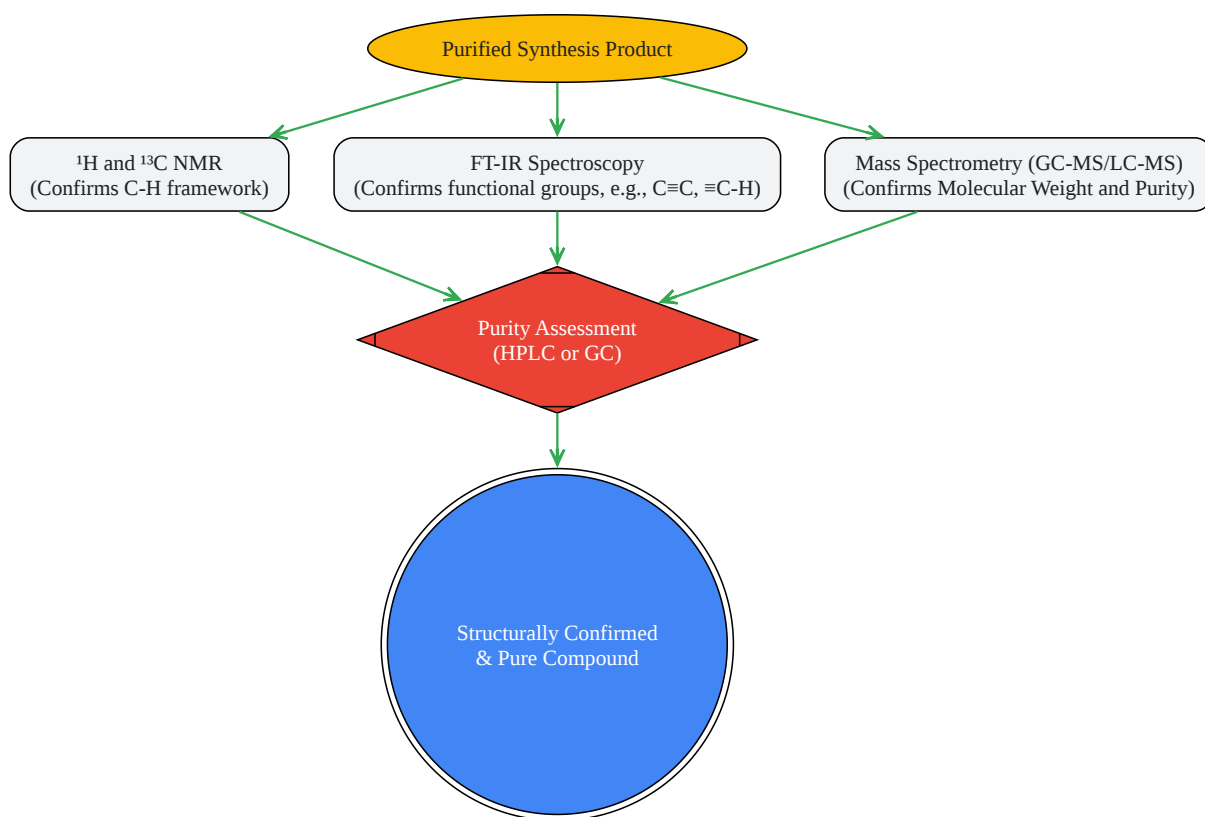 Purified Synthesis Product
¹H and ¹³C NMR
(Confirms C-H framework)
FT-IR Spectroscopy
(Confirms functional groups, e.g., C≡C, ≡C-H)
Mass Spectrometry (GC-MS/LC-MS)
(Confirms Molecular Weight and Purity)
Purity Assessment
(HPLC or GC)
Structurally Confirmed
& Pure Compound